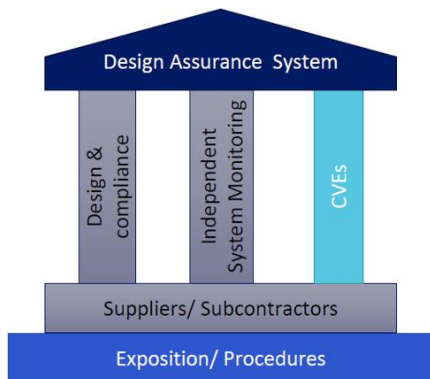 Design Assurance System
Design &
compliance
Independent
System Monitoring
CVEs
Suppliers/ Subcontractors
Exposition/ Procedures